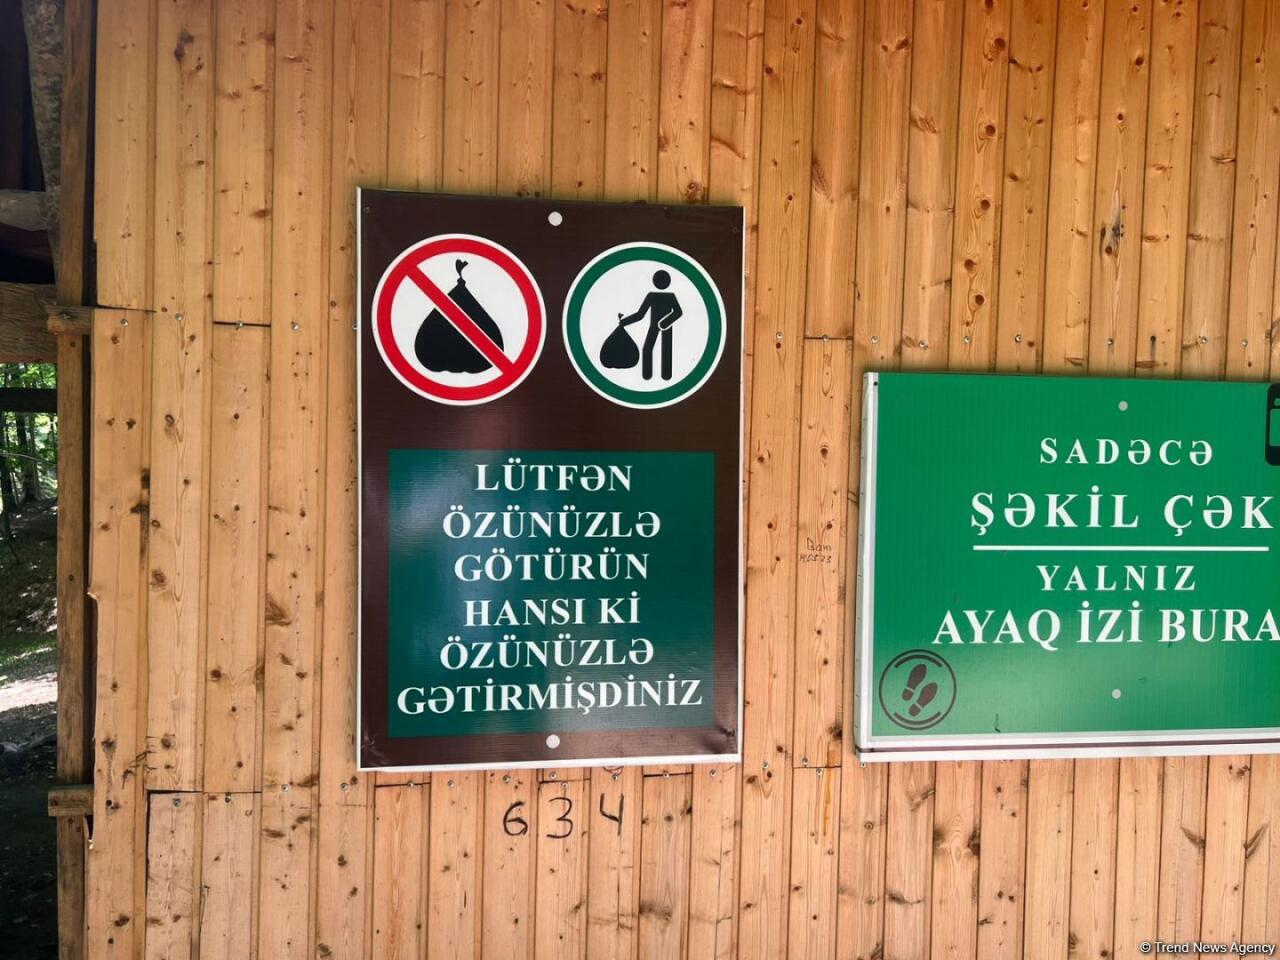 LÜTFƏN
ÖZÜNÜZLƏ
GÖTÜRÜN
HANSI Kİ
ÖZÜNÜZLƏ
GƏTİRMİŞDİNİZ
SADƏCƏ
ŞƏKİL ÇƏK
YALNIZ
AYAQ İZİ BURA
634
© Trend News Agency